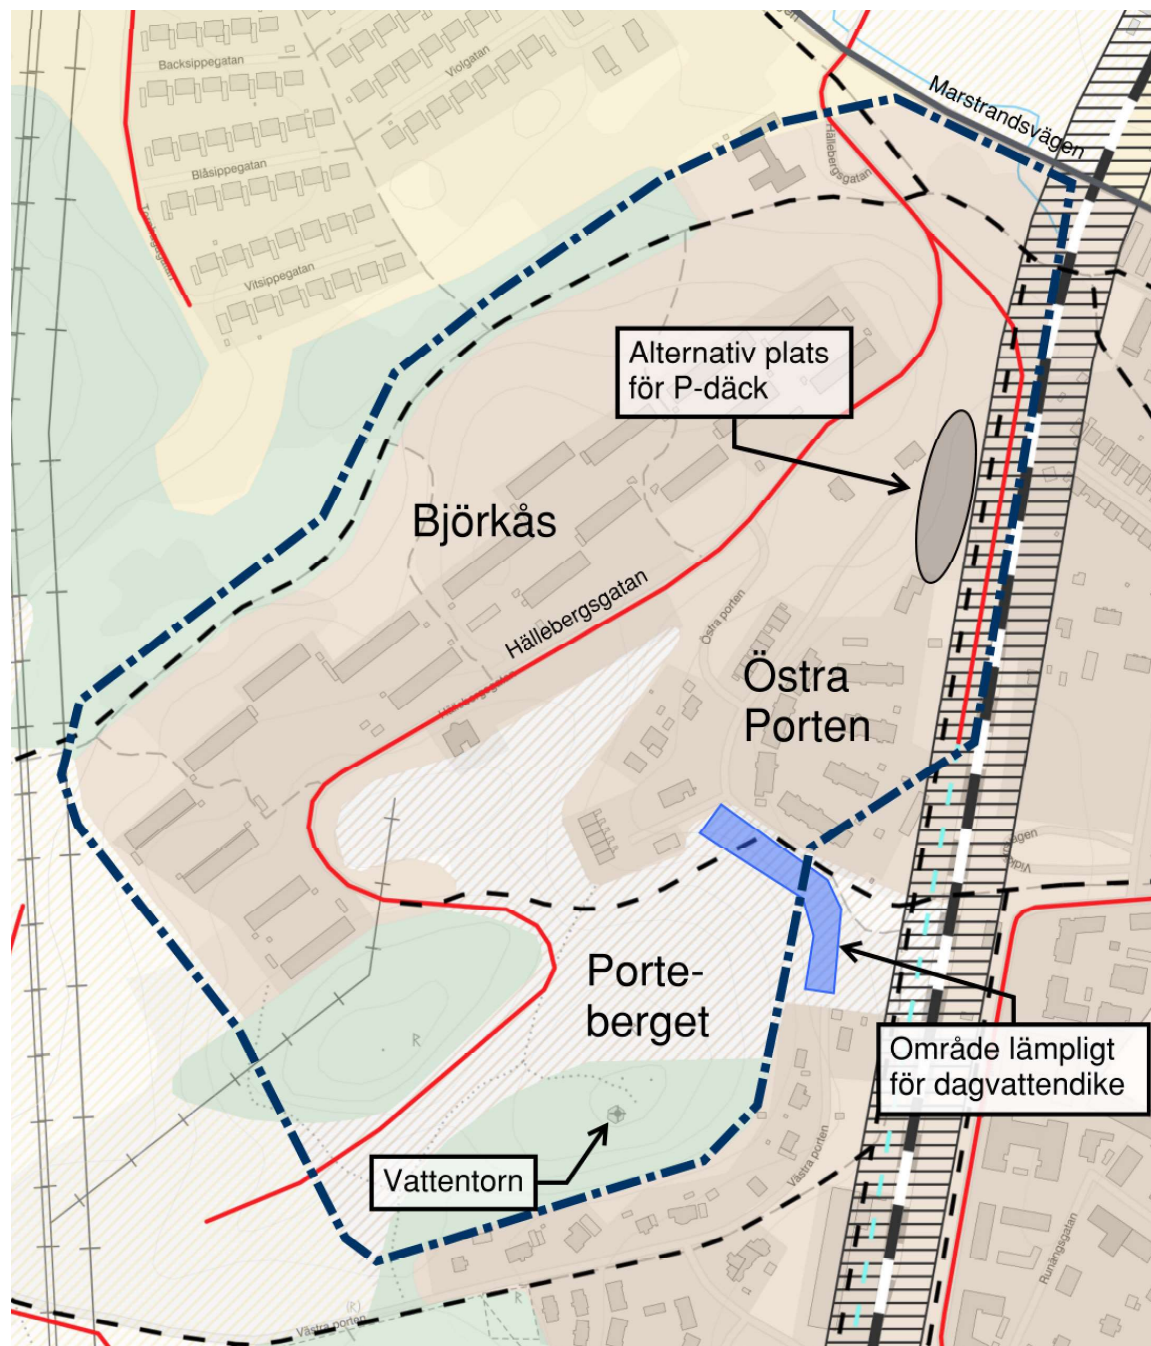 Backsippegatan
Violgatan
Marstrandsvägen
Hällebergsgatan
Blåsippegatan
Vitsippegatan
Alternativ plats
för P-däck
Björkås
Hällebergsgatan
Östra porten
Östra
Porten
Porte-
berget
R
Område lämpligt
för dagvattendike
Vattentorn
Västra porten
Runängsgatan
R
(R)
Västra porten